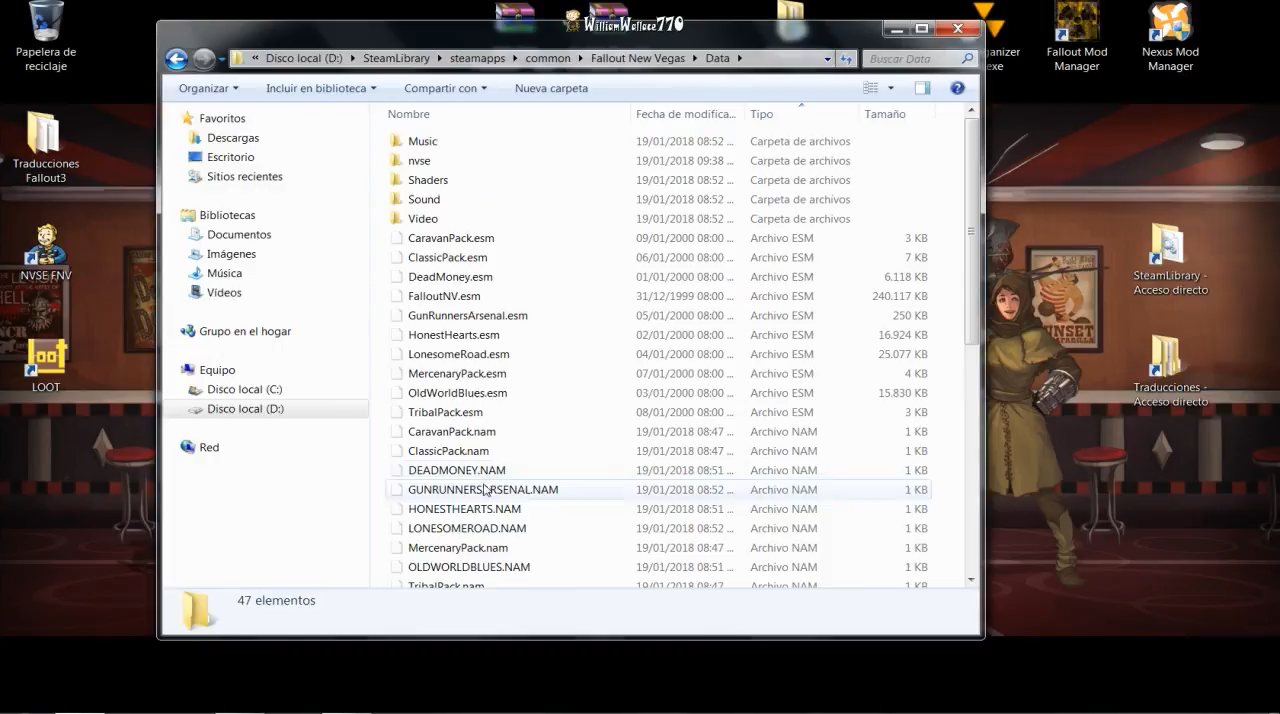 WilliamWallace770
Papelera de
reciclaje
Traducciones
Fallout3
NVSE FNV
LOOT
anizer
exe
Fallout Mod
Manager
Nexus Mod
Manager
SteamLibrary -
Acceso directo
Traducciones -
Acceso directo
SUNSET
SARSPARILLA
« Disco local (D:) SteamLibrary steamapps common Fallout New Vegas Data
Buscar Data
Organizar Incluir en biblioteca Compartir con Nueva carpeta
Favoritos
Descargas
Escritorio
Sitios recientes
Bibliotecas
Documentos
Imágenes
Música
Vídeos
Grupo en el hogar
Equipo
Disco local (C:)
Disco local (D:)
Red
Nombre Fecha de modifica... Tipo Tamaño
Music 19/01/2018 08:52 ... Carpeta de archivos
nvse 19/01/2018 09:38 ... Carpeta de archivos
Shaders 19/01/2018 08:52 ... Carpeta de archivos
Sound 19/01/2018 08:52 ... Carpeta de archivos
Video 19/01/2018 08:52 ... Carpeta de archivos
CaravanPack.esm 09/01/2000 08:00 ... Archivo ESM 3 KB
ClassicPack.esm 06/01/2000 08:00 ... Archivo ESM 7 KB
DeadMoney.esm 01/01/2000 08:00 ... Archivo ESM 6.118 KB
FalloutNV.esm 31/12/1999 08:00 ... Archivo ESM 240.117 KB
GunRunnersArsenal.esm 05/01/2000 08:00 ... Archivo ESM 250 KB
HonestHearts.esm 02/01/2000 08:00 ... Archivo ESM 16.924 KB
LonesomeRoad.esm 04/01/2000 08:00 ... Archivo ESM 25.077 KB
MercenaryPack.esm 07/01/2000 08:00 ... Archivo ESM 4 KB
OldWorldBlues.esm 03/01/2000 08:00 ... Archivo ESM 15.830 KB
TribalPack.esm 08/01/2000 08:00 ... Archivo ESM 3 KB
CaravanPack.nam 19/01/2018 08:47 ... Archivo NAM 1 KB
ClassicPack.nam 19/01/2018 08:47 ... Archivo NAM 1 KB
DEADMONEY.NAM 19/01/2018 08:51 ... Archivo NAM 1 KB
GUNRUNNERSARSENAL.NAM 19/01/2018 08:52 ... Archivo NAM 1 KB
HONESTHEARTS.NAM 19/01/2018 08:51 ... Archivo NAM 1 KB
LONESOMEROAD.NAM 19/01/2018 08:52 ... Archivo NAM 1 KB
MercenaryPack.nam 19/01/2018 08:47 ... Archivo NAM 1 KB
OLDWORLDBLUES.NAM 19/01/2018 08:51 ... Archivo NAM 1 KB
TribalPack.nam 19/01/2018 08:47 ... Archivo NAM 1 KB
47 elementos